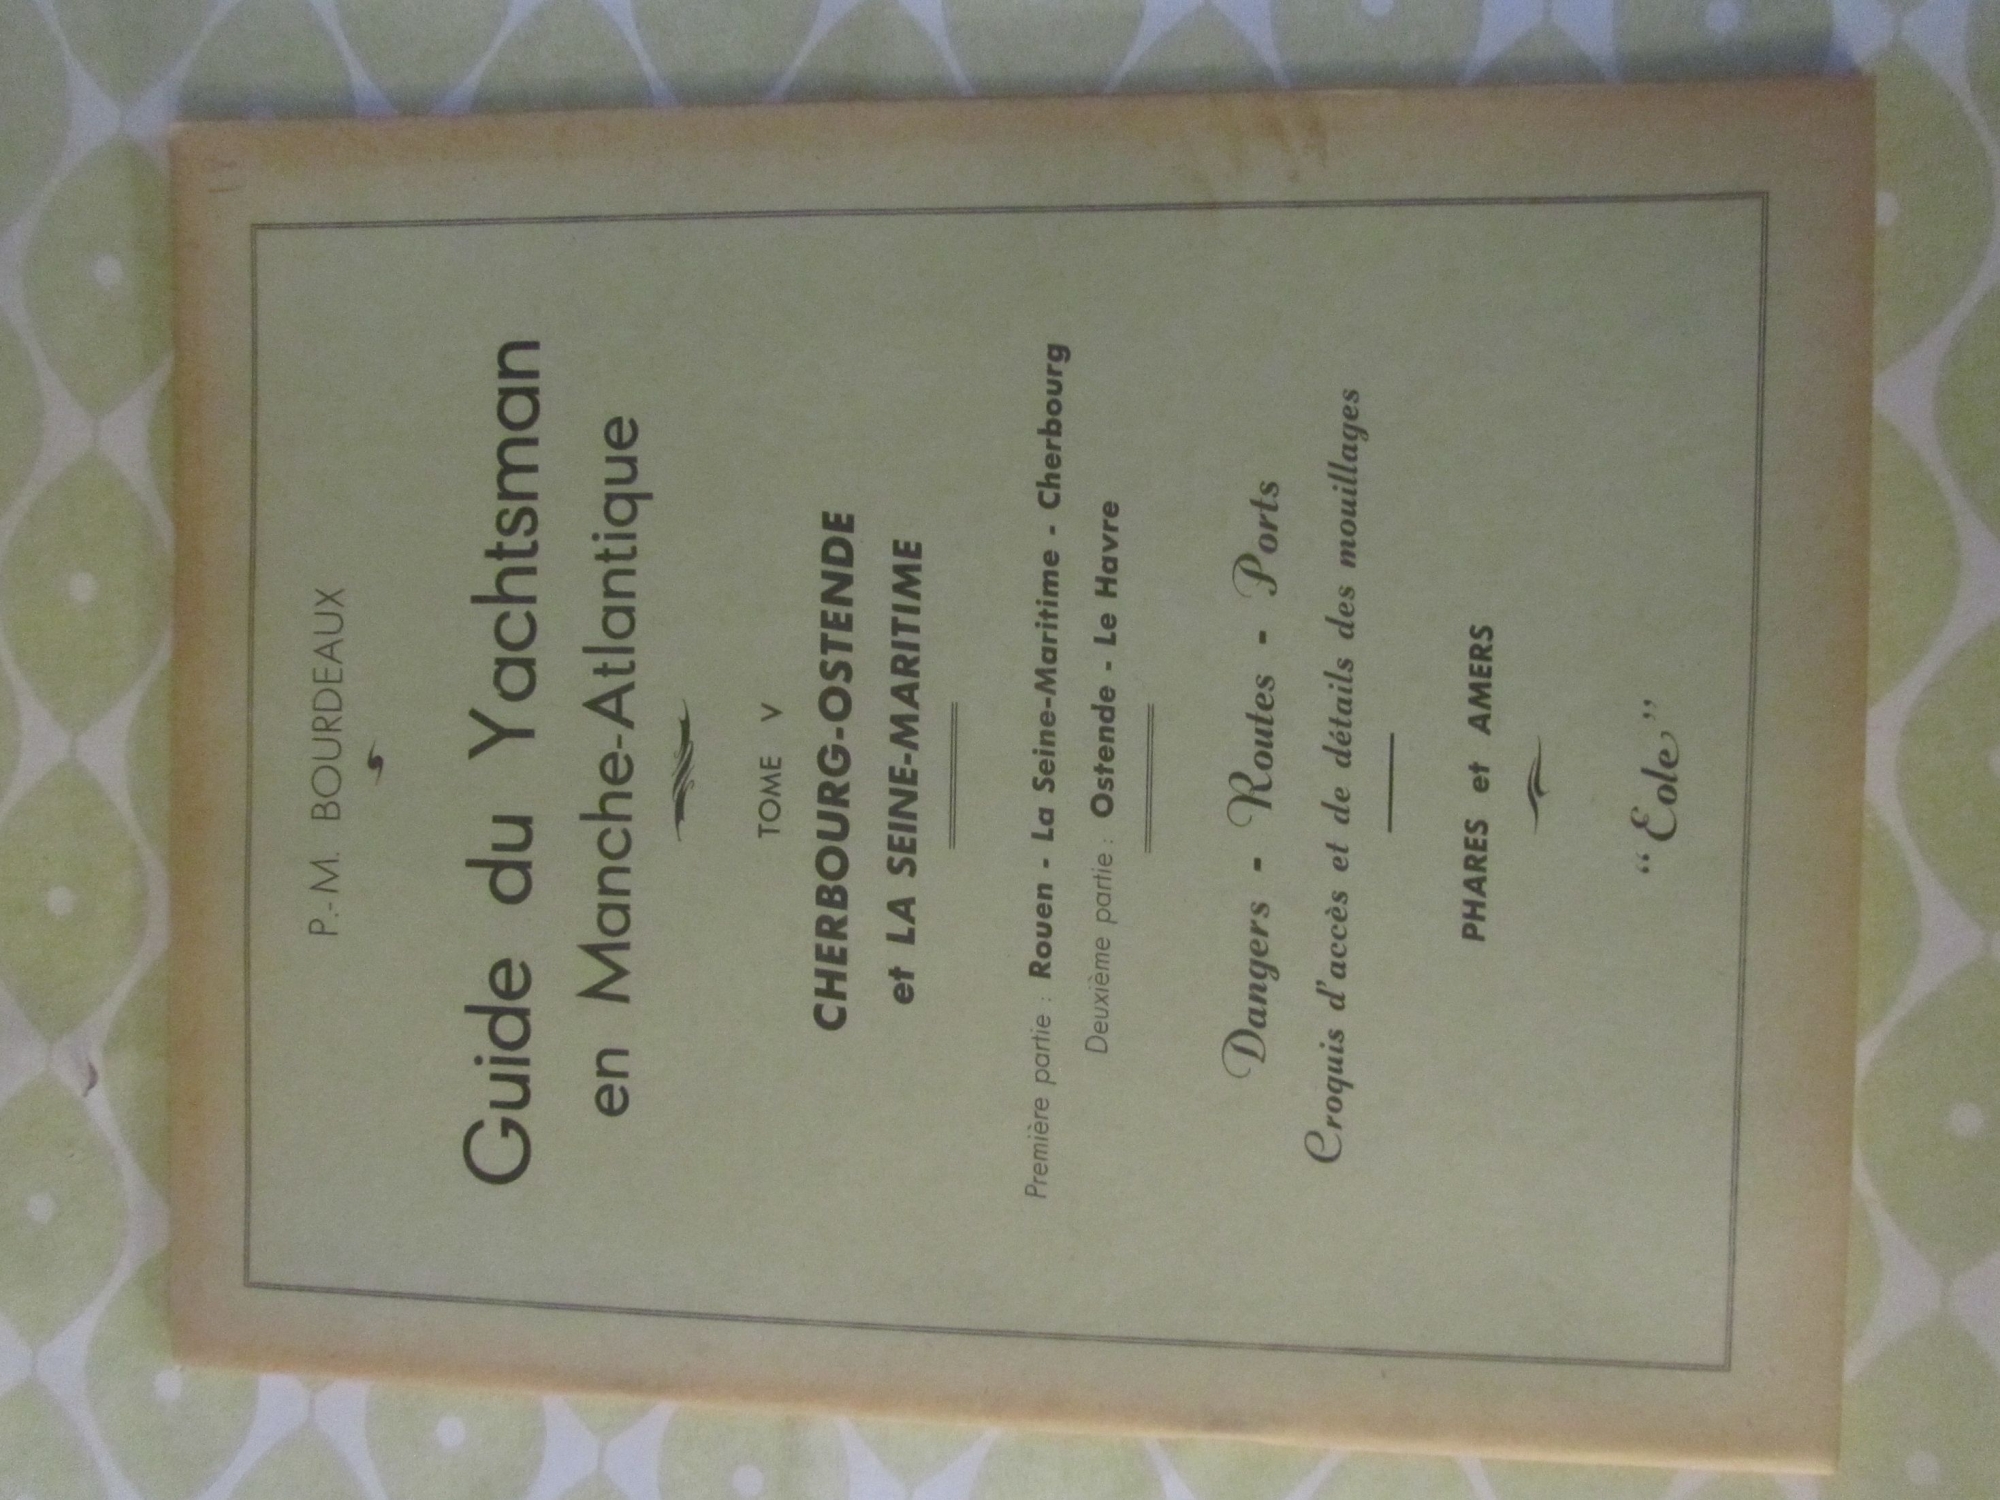 P.-M. BOURDEAUX
Guide du Yachtsman
en Manche-Atlantique
TOME V
CHERBOURG-OSTENDE
et LA SEINE-MARITIME
Première partie : Rouen - La Seine-Maritime - Cherbourg
Deuxième partie : Ostende - Le Havre
Dangers - Routes - Ports
Croquis d'accès et de détails des mouillages
PHARES et AMERS
“Eole”